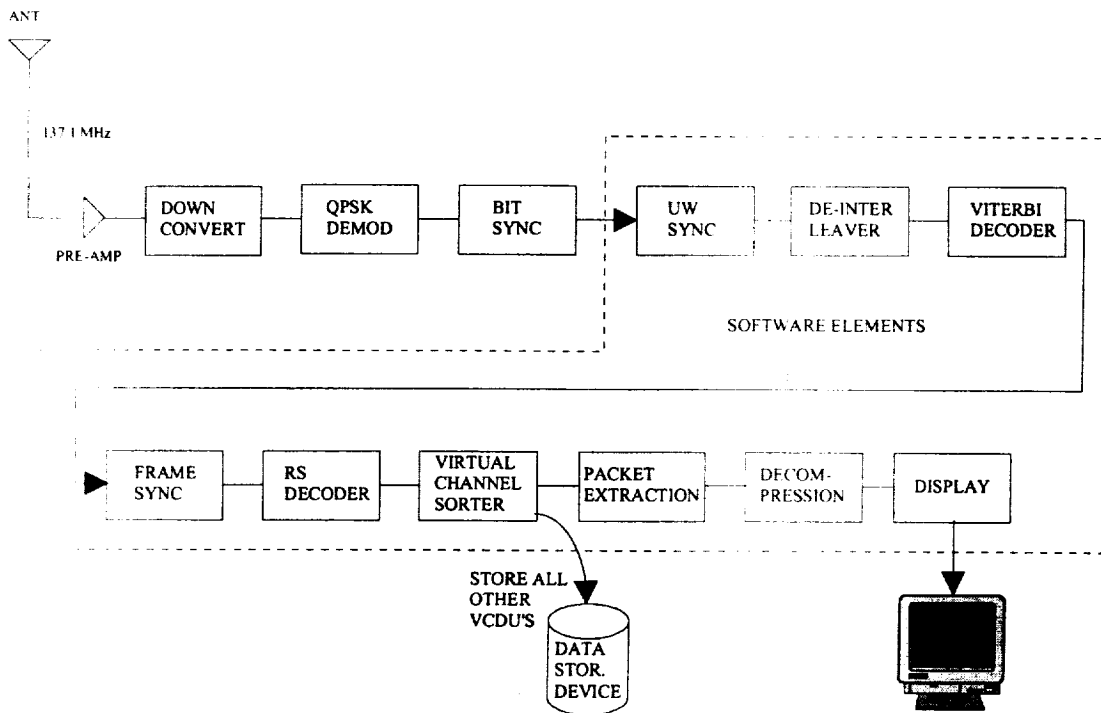 ANT
137.1 MHz
PRE-AMP
DOWN
CONVERT
QPSK
DEMOD
BIT
SYNC
UW
SYNC
DE-INTER
LEAVER
VITERBI
DECODER
SOFTWARE ELEMENTS
FRAME
SYNC
RS
DECODER
VIRTUAL
CHANNEL
SORTER
PACKET
EXTRACTION
DECOM-
PRESSION
DISPLAY
STORE ALL
OTHER
VCDU'S
DATA
STOR.
DEVICE